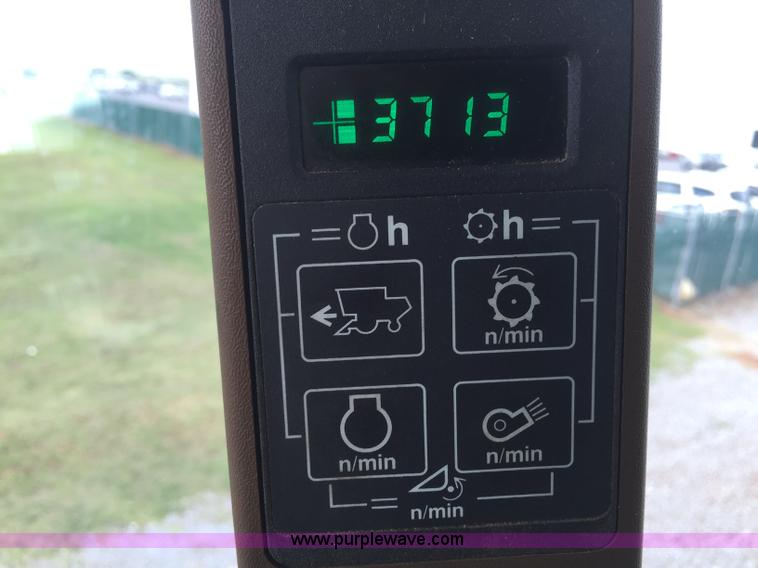 3713
= h h =
n/min
n/min n/min
= n/min
www.purplewave.com